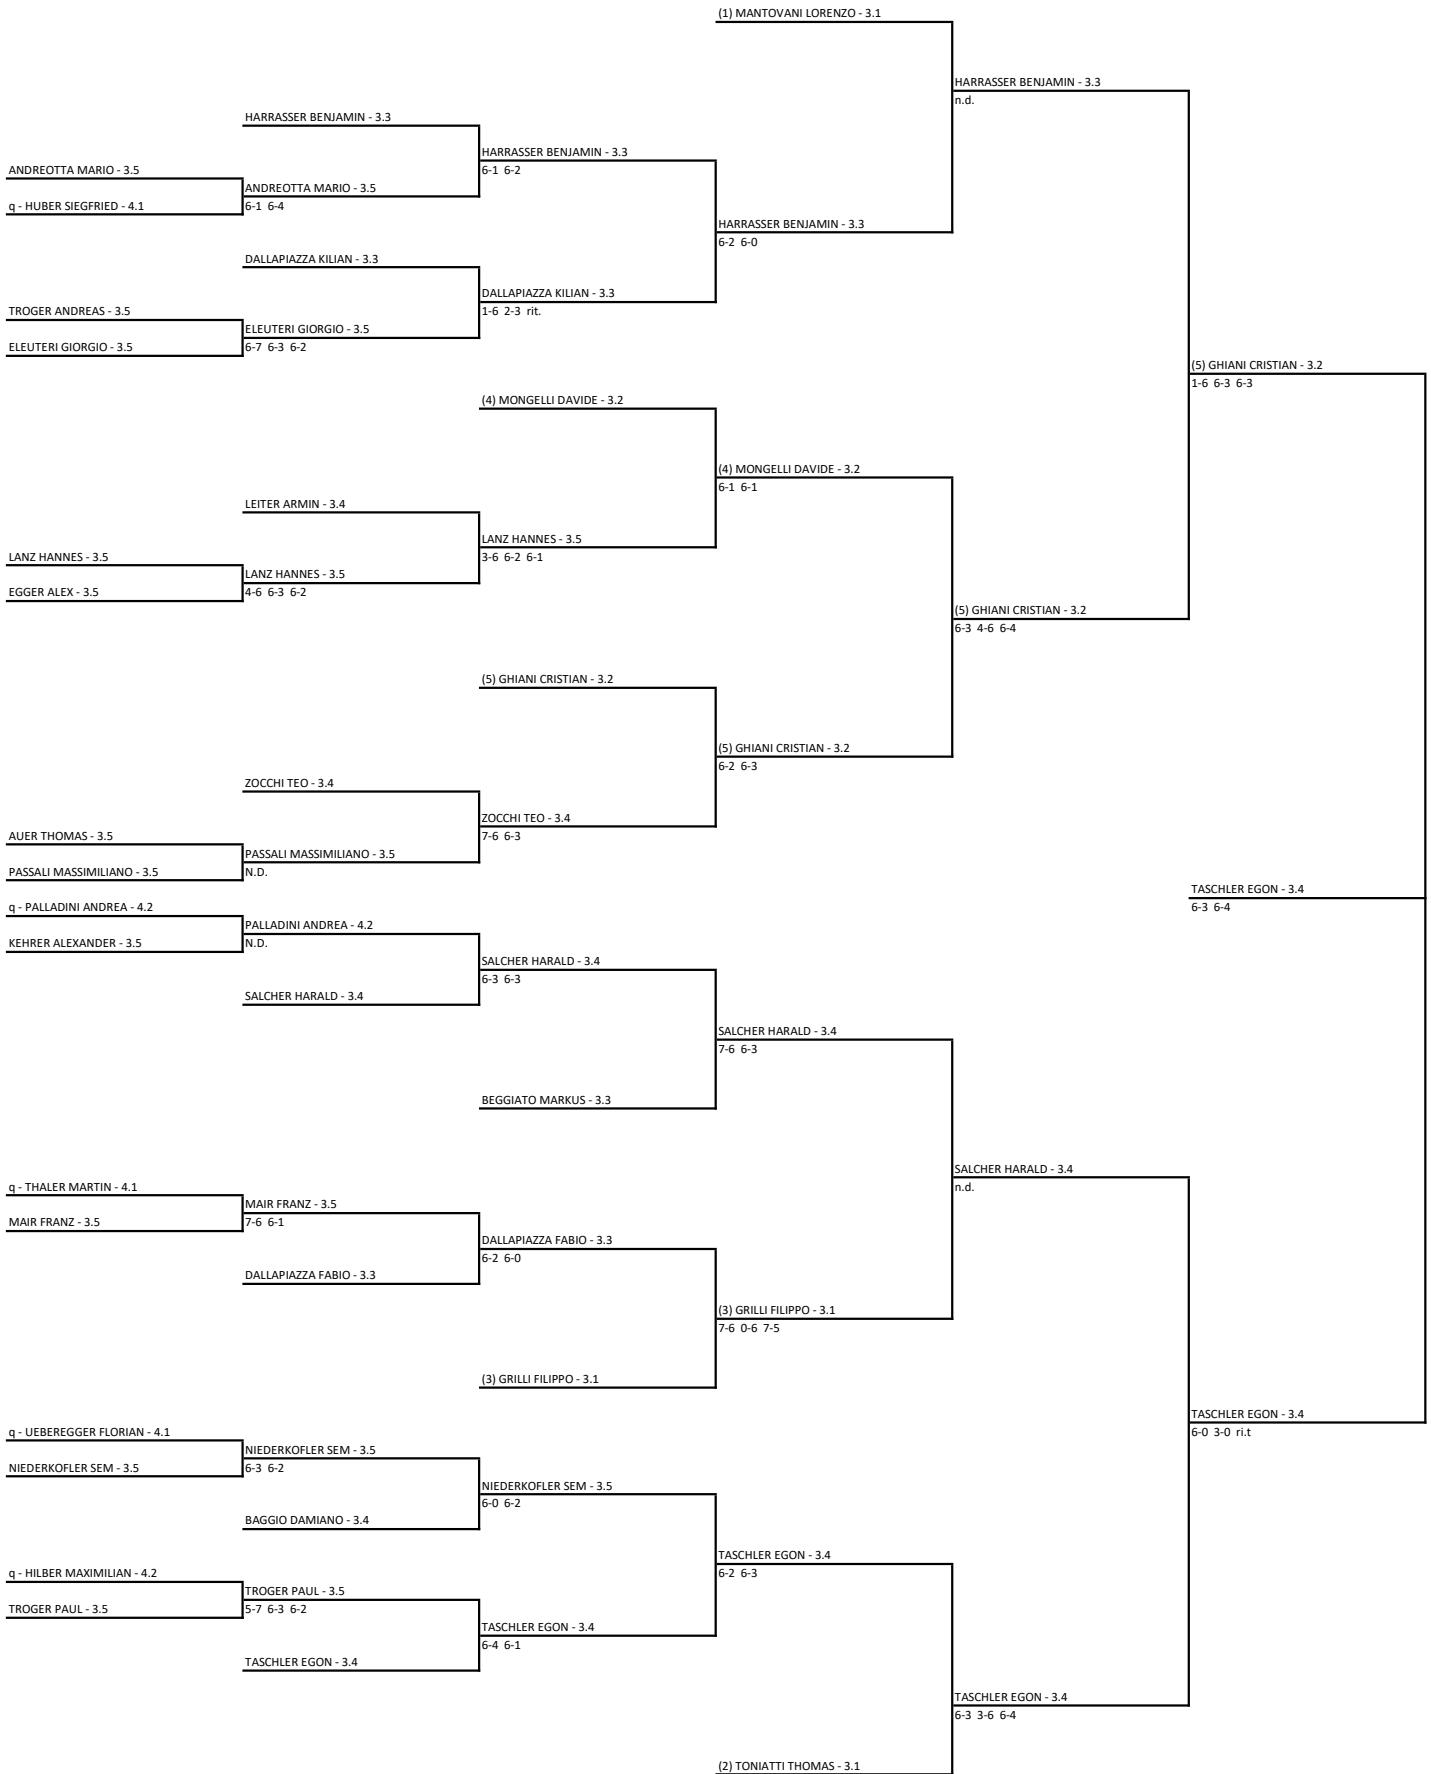 (1) MANTOVANI LORENZO - 3.1
HARRASSER BENJAMIN - 3.3
n.d.
HARRASSER BENJAMIN - 3.3
HARRASSER BENJAMIN - 3.3
6-1 6-2
ANDREOTTA MARIO - 3.5
ANDREOTTA MARIO - 3.5
6-1 6-4
q - HUBER SIEGFRIED - 4.1
HARRASSER BENJAMIN - 3.3
6-2 6-0
DALLAPIAZZA KILIAN - 3.3
DALLAPIAZZA KILIAN - 3.3
1-6 2-3 rit.
TROGER ANDREAS - 3.5
ELEUTERI GIORGIO - 3.5
6-7 6-3 6-2
ELEUTERI GIORGIO - 3.5
(5) GHIANI CRISTIAN - 3.2
1-6 6-3 6-3
(4) MONGELLI DAVIDE - 3.2
(4) MONGELLI DAVIDE - 3.2
6-1 6-1
LEITER ARMIN - 3.4
LANZ HANNES - 3.5
3-6 6-2 6-1
LANZ HANNES - 3.5
LANZ HANNES - 3.5
4-6 6-3 6-2
EGGER ALEX - 3.5
(5) GHIANI CRISTIAN - 3.2
6-3 4-6 6-4
(5) GHIANI CRISTIAN - 3.2
(5) GHIANI CRISTIAN - 3.2
6-2 6-3
ZOCCHI TEO - 3.4
ZOCCHI TEO - 3.4
7-6 6-3
AUER THOMAS - 3.5
PASSALI MASSIMILIANO - 3.5
N.D.
PASSALI MASSIMILIANO - 3.5
TASCHLER EGON - 3.4
6-3 6-4
q - PALLADINI ANDREA - 4.2
PALLADINI ANDREA - 4.2
N.D.
KEHRER ALEXANDER - 3.5
SALCHER HARALD - 3.4
6-3 6-3
SALCHER HARALD - 3.4
SALCHER HARALD - 3.4
7-6 6-3
BEGGIATO MARKUS - 3.3
SALCHER HARALD - 3.4
n.d.
q - THALER MARTIN - 4.1
MAIR FRANZ - 3.5
7-6 6-1
MAIR FRANZ - 3.5
DALLAPIAZZA FABIO - 3.3
6-2 6-0
DALLAPIAZZA FABIO - 3.3
(3) GRILLI FILIPPO - 3.1
7-6 0-6 7-5
(3) GRILLI FILIPPO - 3.1
TASCHLER EGON - 3.4
6-0 3-0 ri.t
q - UEBEREGGER FLORIAN - 4.1
NIEDERKOFLER SEM - 3.5
6-3 6-2
NIEDERKOFLER SEM - 3.5
NIEDERKOFLER SEM - 3.5
6-0 6-2
BAGGIO DAMIANO - 3.4
TASCHLER EGON - 3.4
6-2 6-3
q - HILBER MAXIMILIAN - 4.2
TROGER PAUL - 3.5
5-7 6-3 6-2
TROGER PAUL - 3.5
TASCHLER EGON - 3.4
6-4 6-1
TASCHLER EGON - 3.4
TASCHLER EGON - 3.4
6-3 3-6 6-4
(2) TONIATTI THOMAS - 3.1